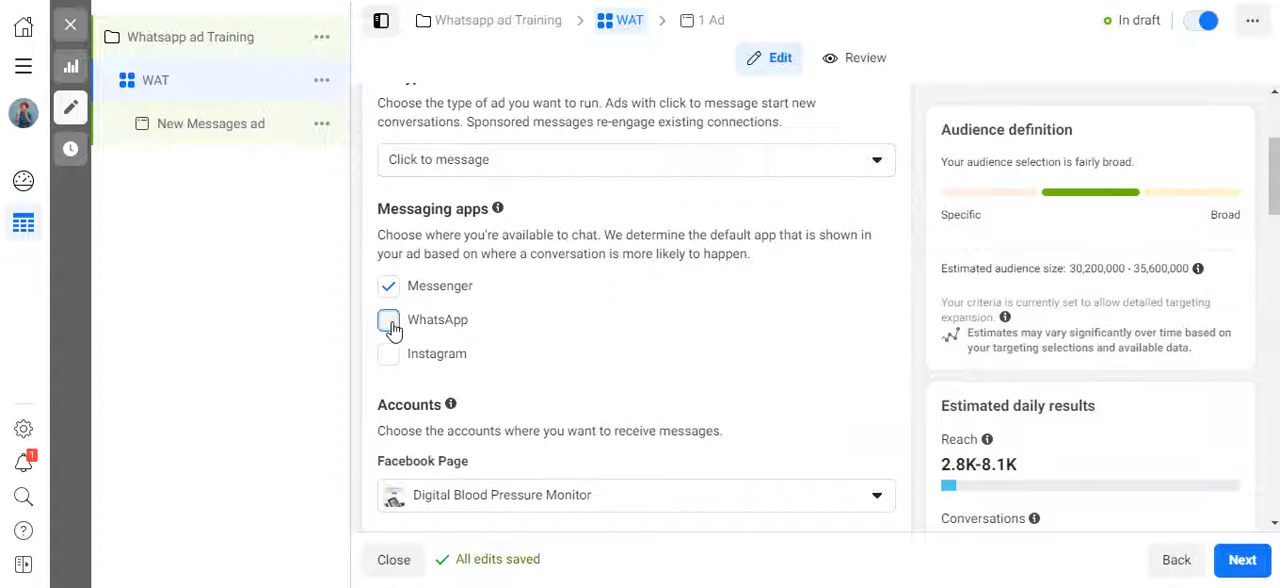 Whatsapp ad Training
WAT
1 Ad
In draft
Edit
Review
Whatsapp ad Training
WAT
New Messages ad
1
Choose the type of ad you want to run. Ads with click to message start new
conversations. Sponsored messages re-engage existing connections.
Click to message
Messaging apps
Choose where you're available to chat. We determine the default app that is shown in
your ad based on where a conversation is more likely to happen.
Messenger
WhatsApp
Instagram
Accounts
Choose the accounts where you want to receive messages.
Facebook Page
Digital Blood Pressure Monitor
Audience definition
Your audience selection is fairly broad.
Specific
Broad
Estimated audience size: 30,200,000 - 35,600,000
Your criteria is currently set to allow detailed targeting
expansion.
Estimates may vary significantly over time based on
your targeting selections and available data.
Estimated daily results
Reach
2.8K-8.1K
Conversations
Close
All edits saved
Back
Next